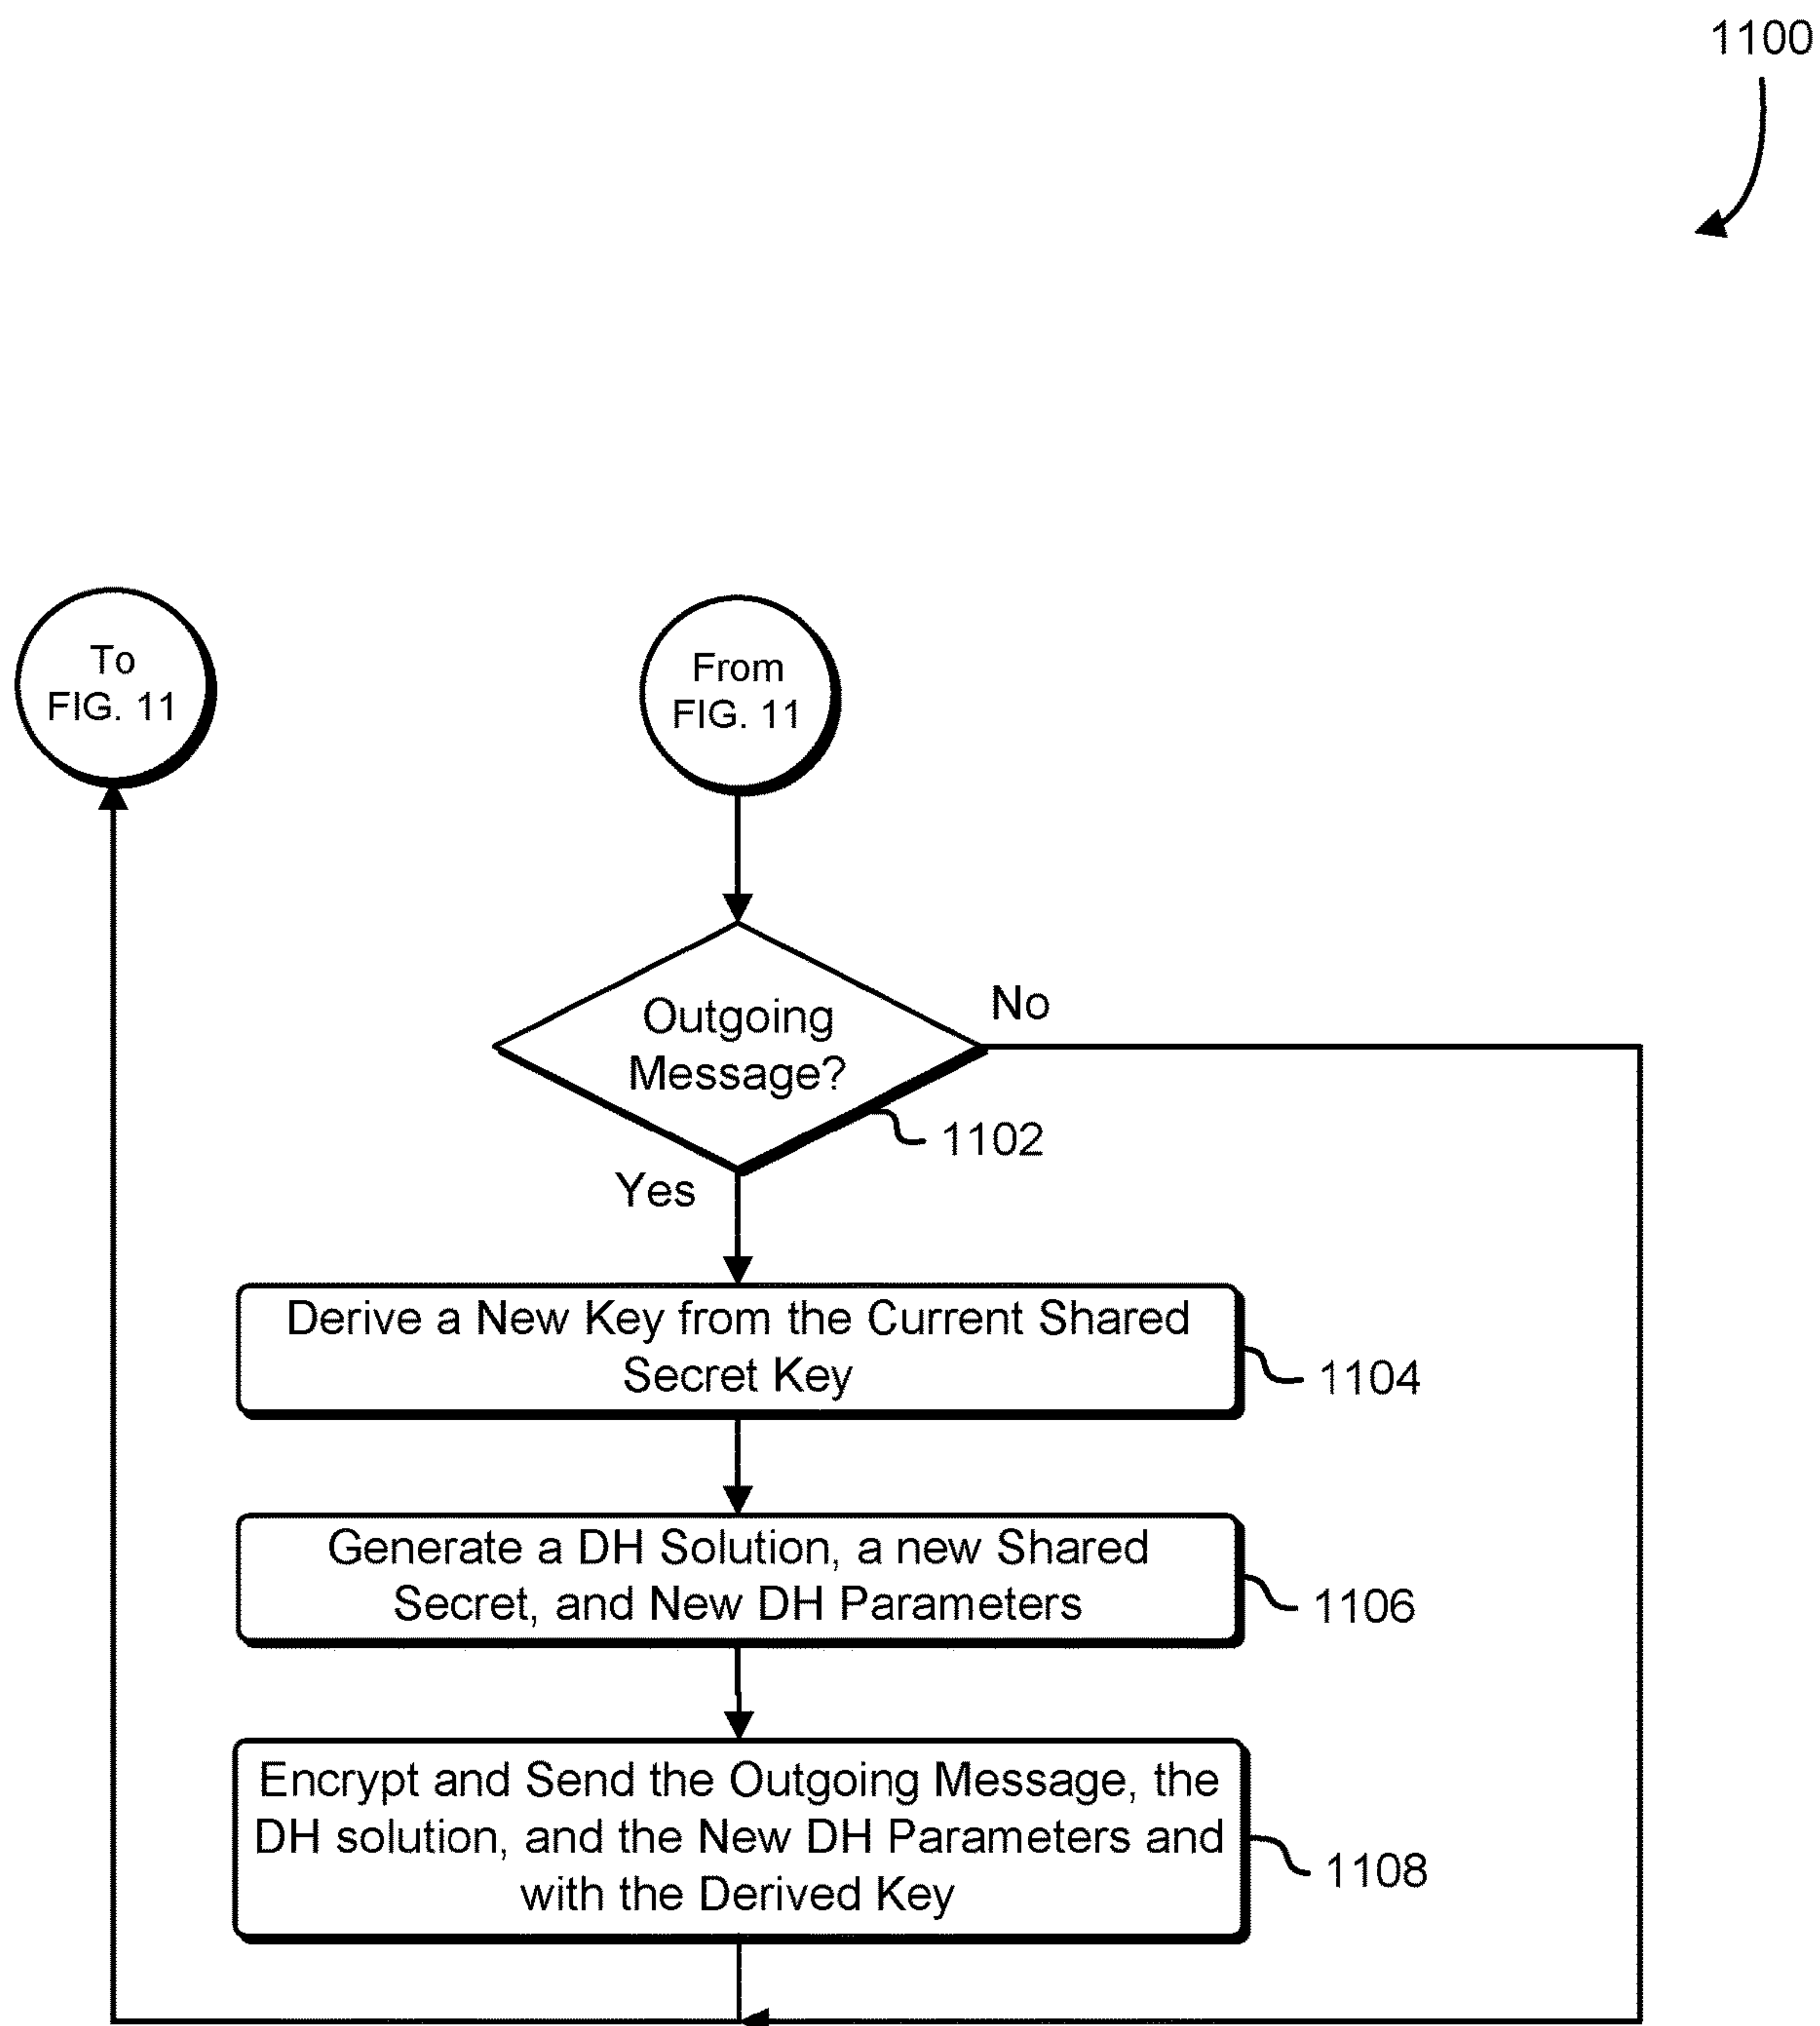 1100
To
FIG. 11
From
FIG. 11
Outgoing
Message?
No
1102
Yes
Derive a New Key from the Current Shared
Secret Key
1104
Generate a DH Solution, a new Shared
Secret, and New DH Parameters
1106
Encrypt and Send the Outgoing Message, the
DH solution, and the New DH Parameters and
with the Derived Key
1108